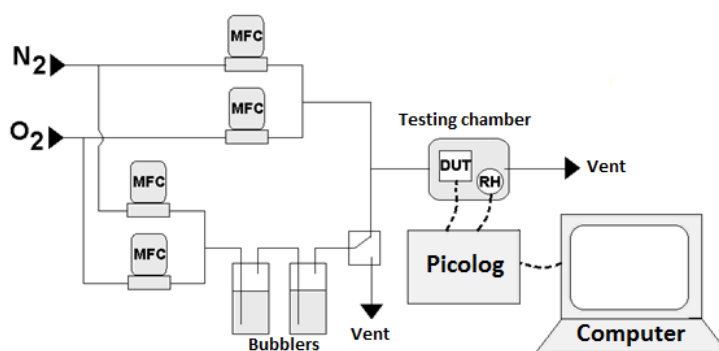 MFC
N2
MFC
O2
Testing chamber
DUT
RH
Vent
MFC
MFC
Picolog
Bubblers
Vent
Computer